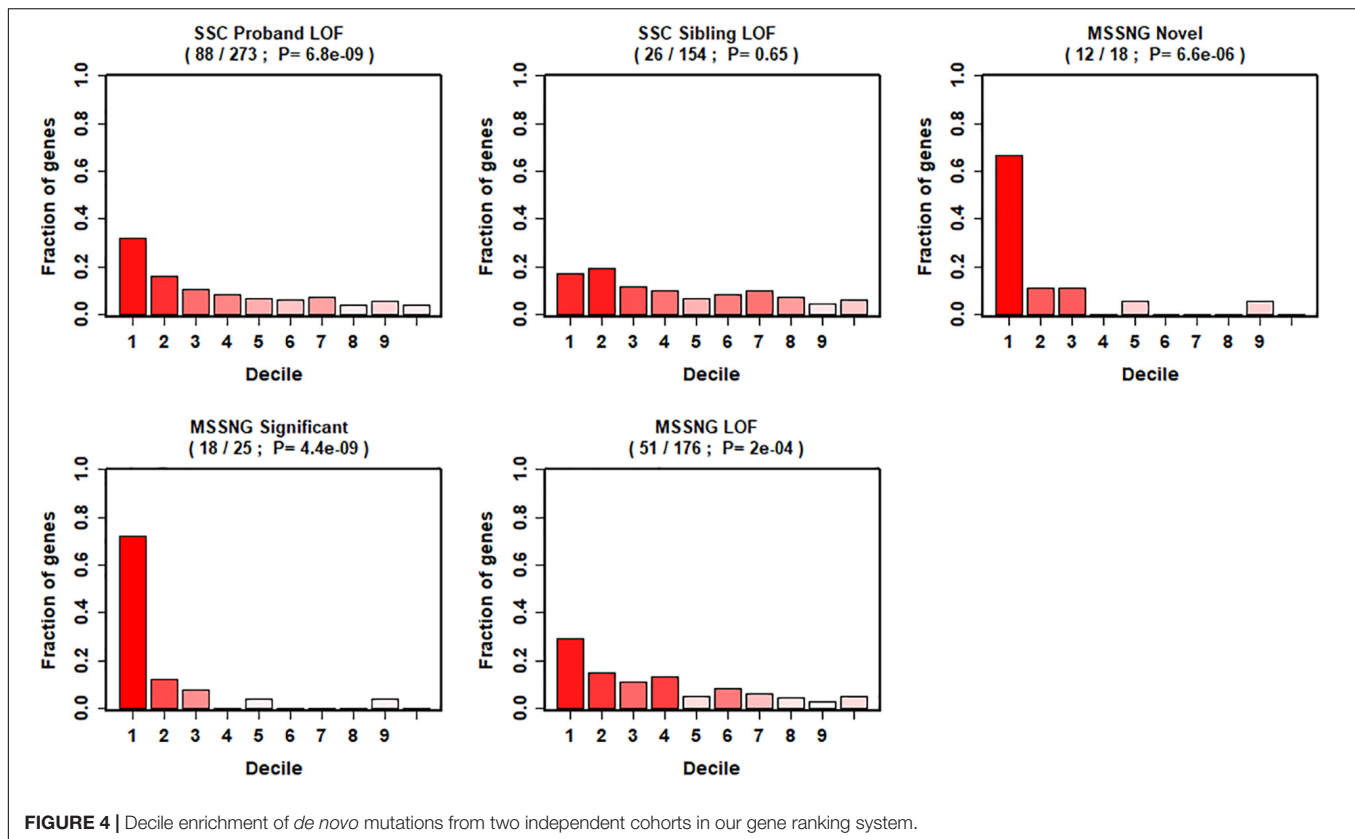 SSC Proband LOF
( 88 / 273 ; P= 6.8e-09 )
Fraction of genes
1.0
0.8
0.6
0.4
0.2
0.0
1 2 3 4 5 6 7 8 9
Decile
SSC Sibling LOF
( 26 / 154 ; P= 0.65 )
Fraction of genes
1.0
0.8
0.6
0.4
0.2
0.0
1 2 3 4 5 6 7 8 9
Decile
MSSNG Novel
( 12 / 18 ; P= 6.6e-06 )
Fraction of genes
1.0
0.8
0.6
0.4
0.2
0.0
1 2 3 4 5 6 7 8 9
Decile
MSSNG Significant
( 18 / 25 ; P= 4.4e-09 )
Fraction of genes
1.0
0.8
0.6
0.4
0.2
0.0
1 2 3 4 5 6 7 8 9
Decile
MSSNG LOF
( 51 / 176 ; P= 2e-04 )
Fraction of genes
1.0
0.8
0.6
0.4
0.2
0.0
1 2 3 4 5 6 7 8 9
Decile
FIGURE 4 | Decile enrichment of de novo mutations from two independent cohorts in our gene ranking system.